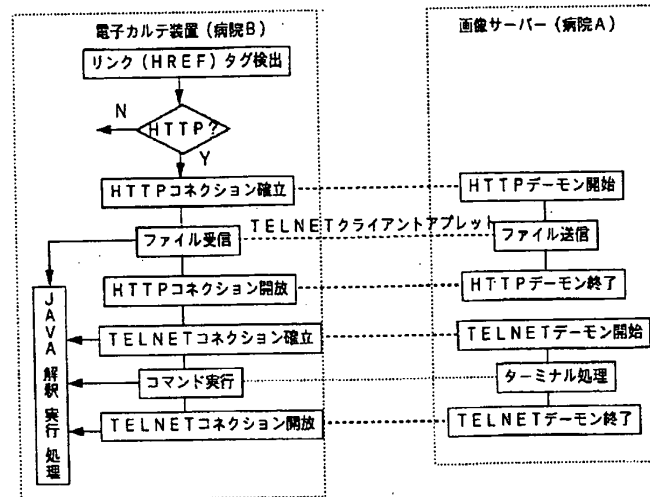 電子カルテ装置（病院B）
画像サーバー（病院A）
リンク（HREF）タグ検出
N
HTTP？
Y
HTTPコネクション確立
HTTPデーモン開始
TELNETクライアントアプレット
ファイル受信
ファイル送信
HTTPコネクション開放
HTTPデーモン終了
JAVA解釈実行処理
TELNETコネクション確立
TELNETデーモン開始
コマンド実行
ターミナル処理
TELNETコネクション開放
TELNETデーモン終了